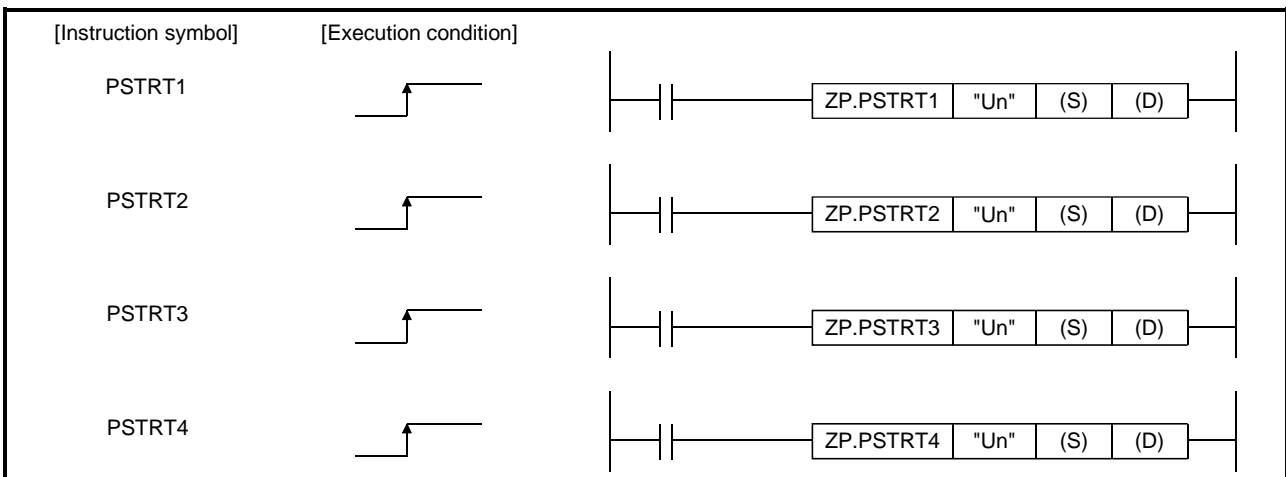 [Instruction symbol] [Execution condition]
PSTRT1 ZP.PSTRT1 "Un" (S) (D)
PSTRT2 ZP.PSTRT2 "Un" (S) (D)
PSTRT3 ZP.PSTRT3 "Un" (S) (D)
PSTRT4 ZP.PSTRT4 "Un" (S) (D)